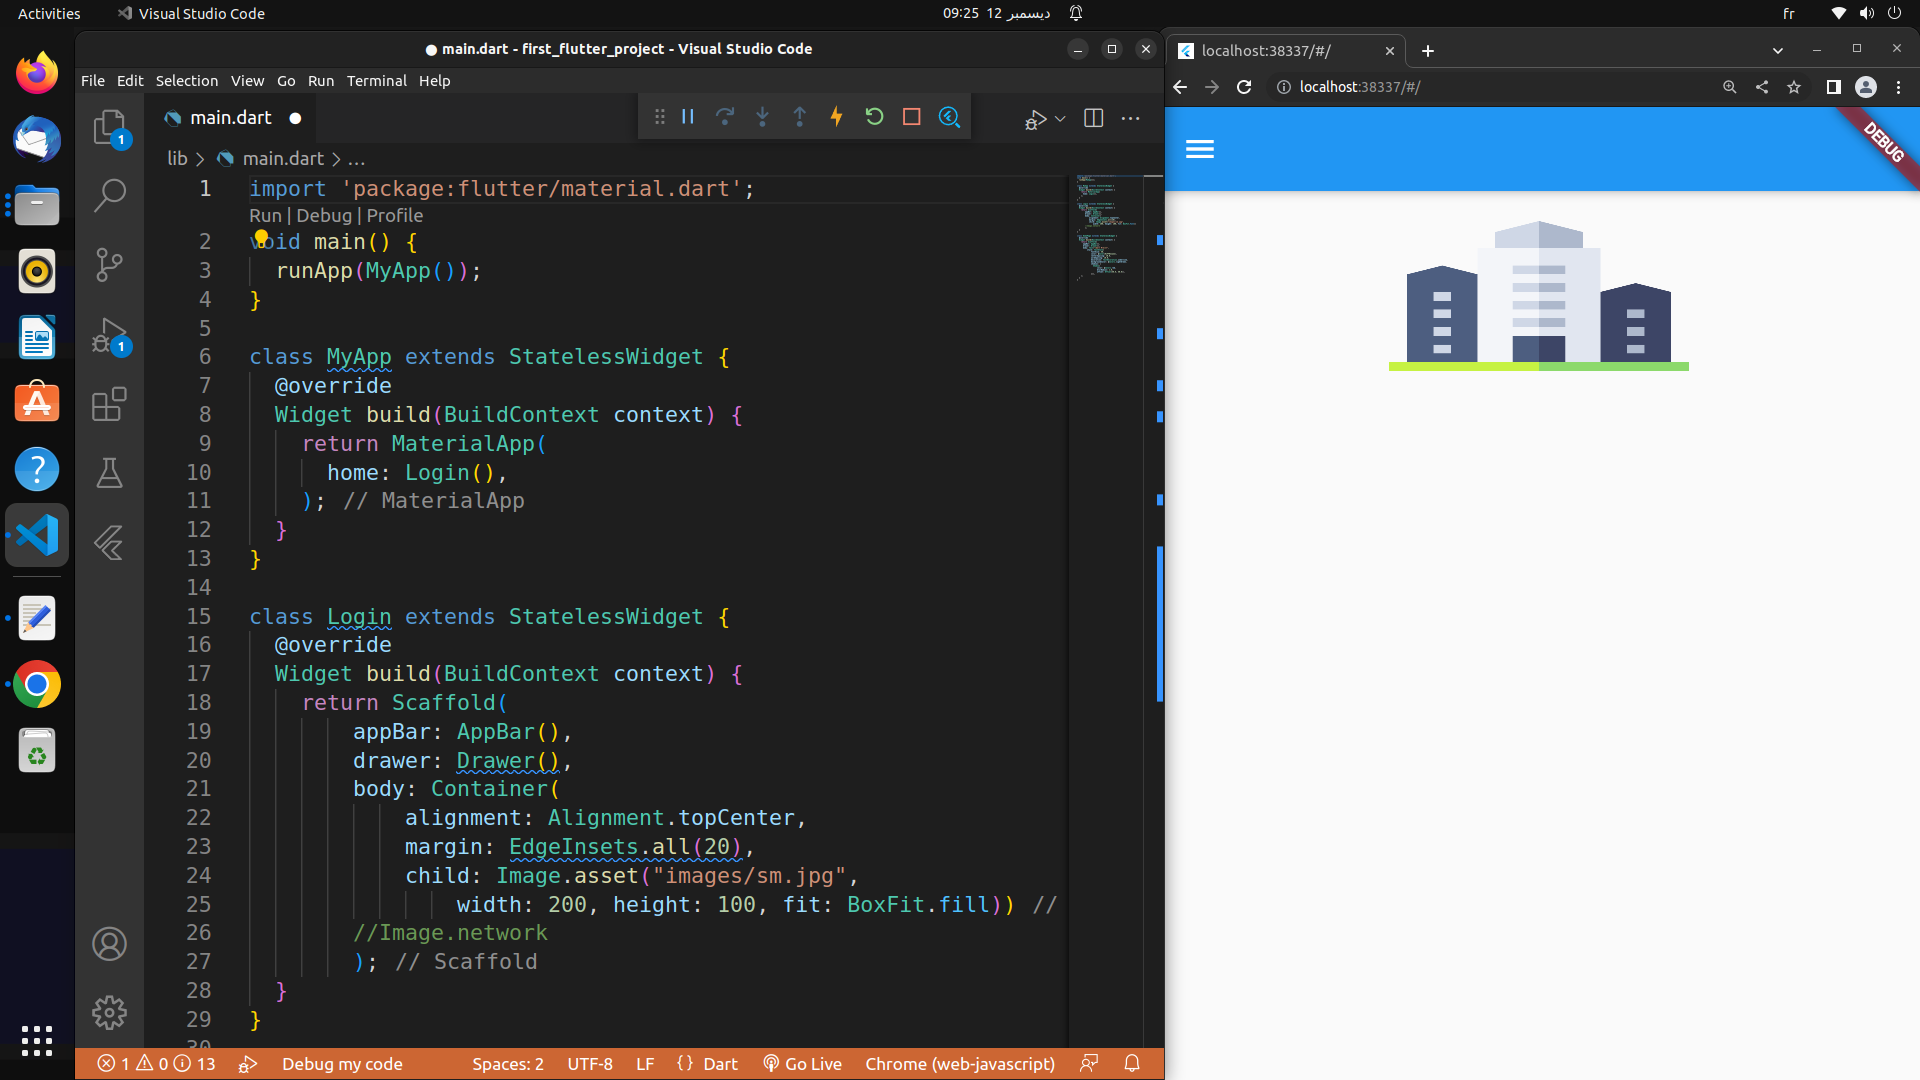 Activities
Visual Studio Code
09:25 12 ديسمبر
fr
● main.dart - first_flutter_project - Visual Studio Code
File Edit Selection View Go Run Terminal Help
main.dart
lib > main.dart > ...
1 import 'package:flutter/material.dart';
Run | Debug | Profile
2 void main() {
3 runApp(MyApp());
4 }
5
6 class MyApp extends StatelessWidget {
7 @override
8 Widget build(BuildContext context) {
9 return MaterialApp(
10 home: Login(),
11 ); // MaterialApp
12 }
13 }
14
15 class Login extends StatelessWidget {
16 @override
17 Widget build(BuildContext context) {
18 return Scaffold(
19 appBar: AppBar(),
20 drawer: Drawer(),
21 body: Container(
22 alignment: Alignment.topCenter,
23 margin: EdgeInsets.all(20),
24 child: Image.asset("images/sm.jpg",
25 width: 200, height: 100, fit: BoxFit.fill)) //
26 //Image.network
27 ); // Scaffold
28 }
29 }
30
1
1
1 0 13
Debug my code
Spaces: 2
UTF-8
LF
{} Dart
Go Live
Chrome (web-javascript)
localhost:38337/#/
localhost:38337/#/
DEBUG